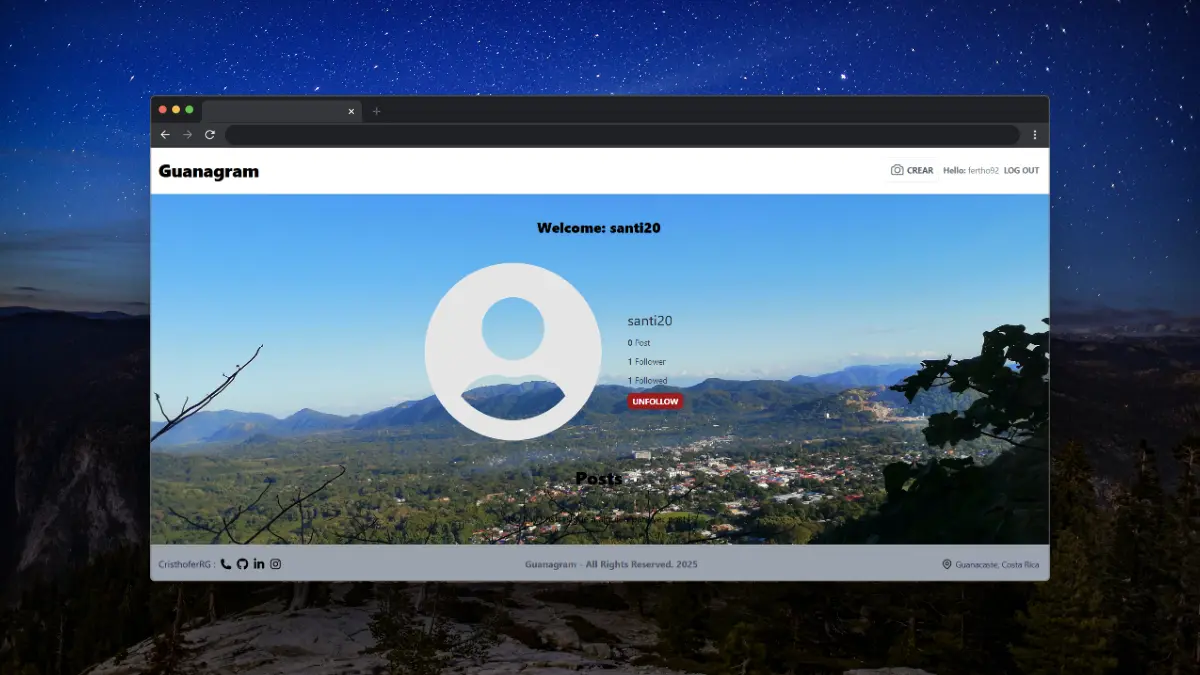 Guanagram
CREAR Hello: fertho92 LOG OUT
Welcome: santi20
santi20
0 Post
1 Follower
1 Followed
UNFOLLOW
Posts
CristhoferRG :
Guanagram - All Rights Reserved. 2025
Guanacaste, Costa Rica